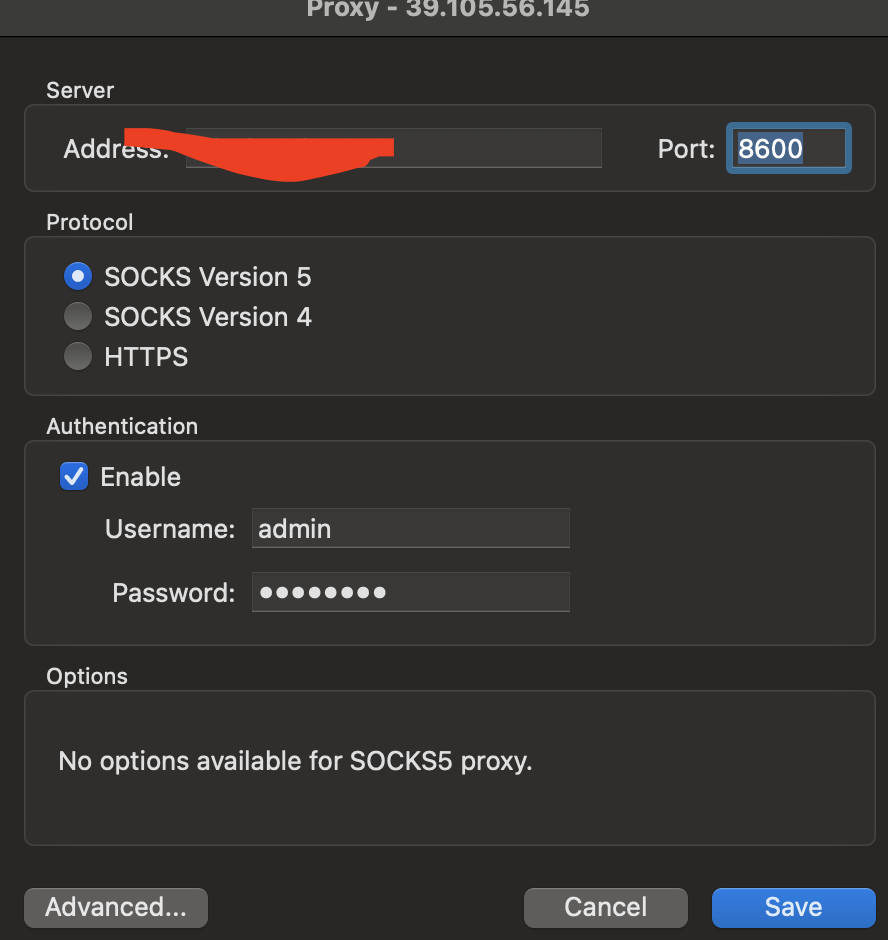 Proxy - 39.105.56.145
Server
Address:
Port: 8600
Protocol
SOCKS Version 5
SOCKS Version 4
HTTPS
Authentication
Enable
Username: admin
Password: ●●●●●●●●
Options
No options available for SOCKS5 proxy.
Advanced...
Cancel
Save